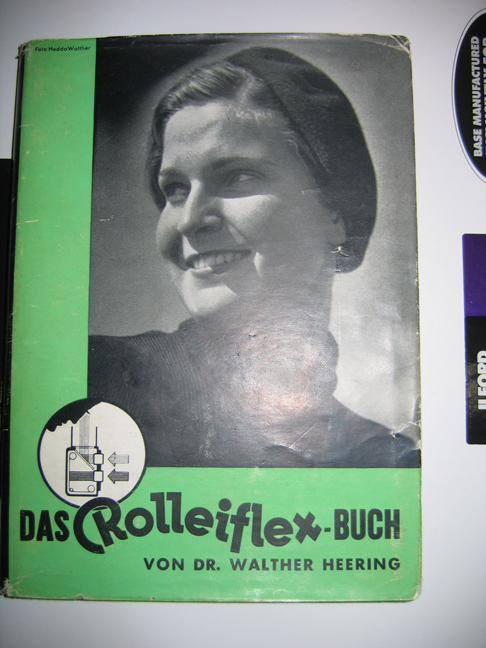 Foto Hedda Walther
DAS Rolleiflex-BUCH
VON DR. WALTHER HEERING
BASE MANUFACTURED
ILFORD